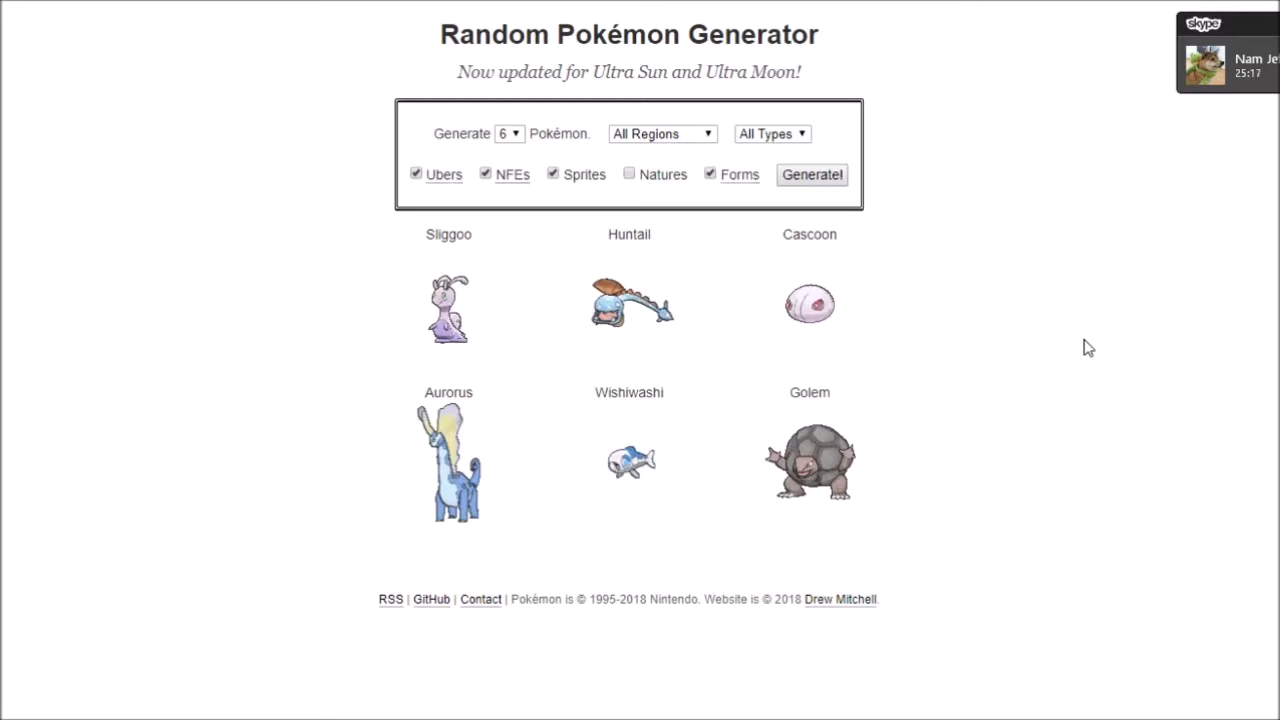 Random Pokémon Generator
Now updated for Ultra Sun and Ultra Moon!
skype
Nam Je
25:17
Generate 6 Pokémon. All Regions All Types
Ubers NFEs Sprites Natures Forms Generate!
Sliggoo Huntail Cascoon
Aurorus Wishiwashi Golem
RSS | GitHub | Contact | Pokémon is © 1995-2018 Nintendo. Website is © 2018 Drew Mitchell.